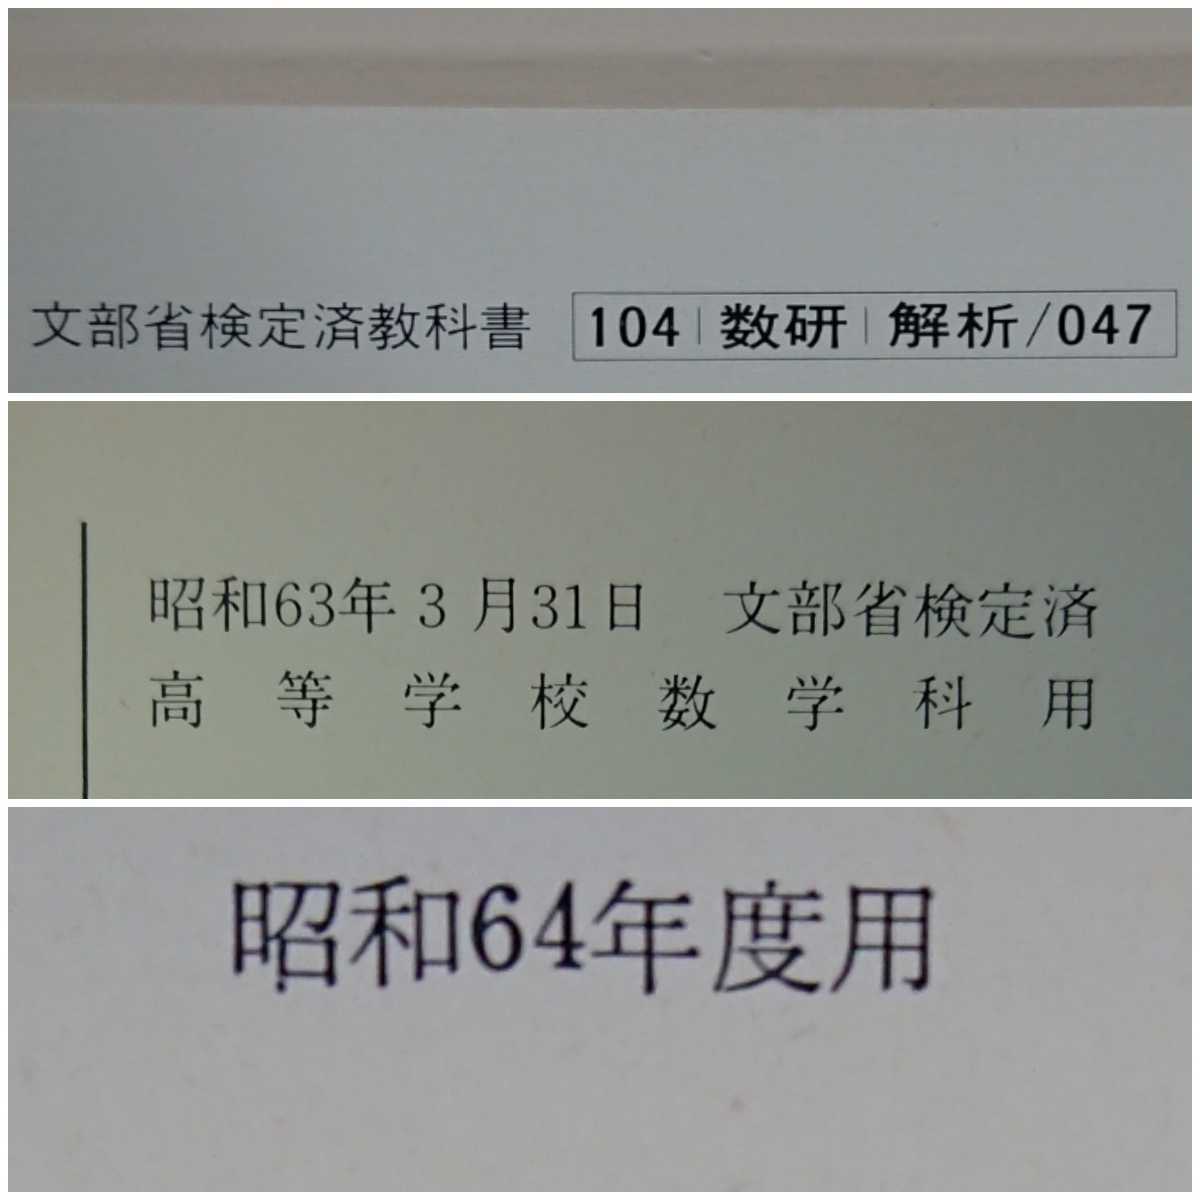 文部省検定済教科書 104|数研|解析/047
昭和63年3月31日 文部省検定済
高等学校数学科用
昭和64年度用